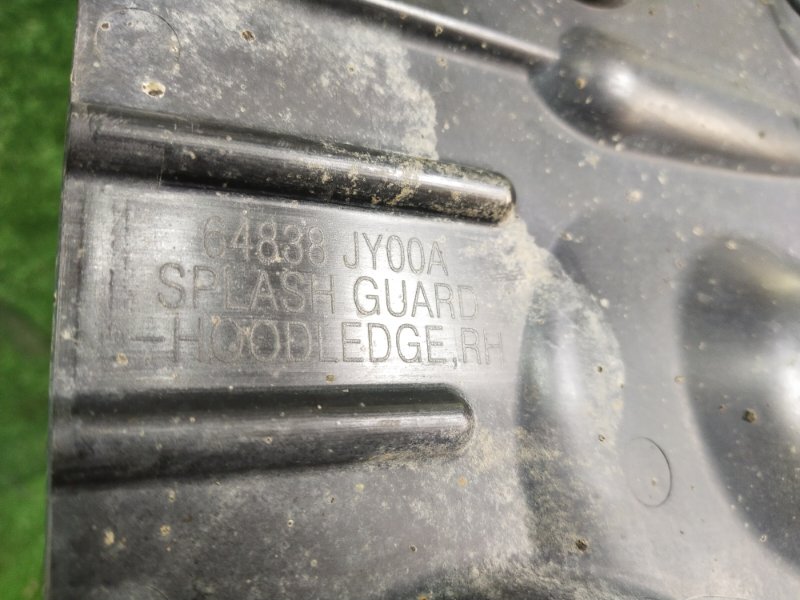 64838 JY00A
SPLASH GUARD
-HOODLEDGE,RH